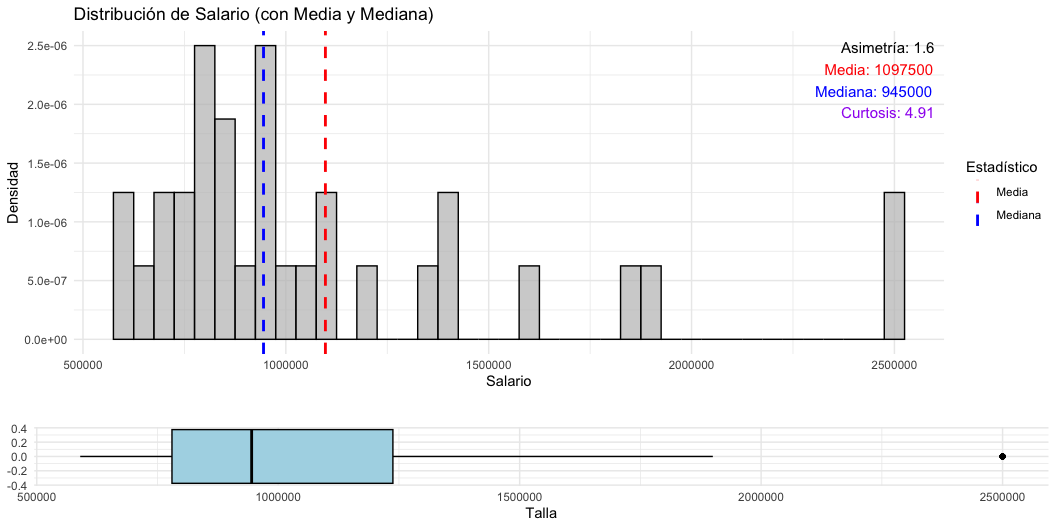 Distribución de Salario (con Media y Mediana)
2.5e-06
2.0e-06
1.5e-06
1.0e-06
5.0e-07
0.0e+00
Densidad
Asimetría: 1.6
Media: 1097500
Mediana: 945000
Curtosis: 4.91
500000 1000000 1500000 2000000 2500000
Salario
Estadístico
Media
Mediana
0.4
0.2
0.0
-0.2
-0.4
500000 1000000 1500000 2000000 2500000
Talla